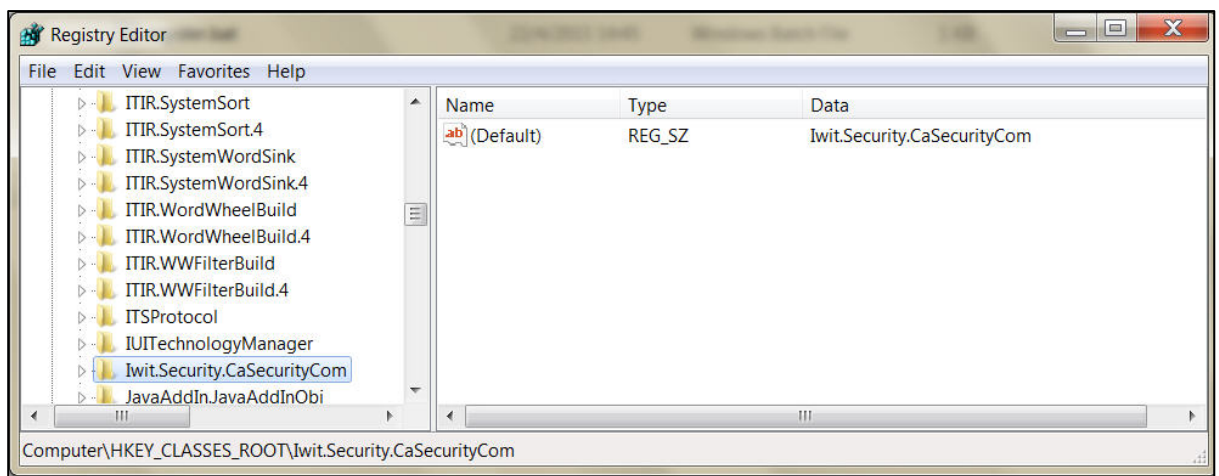 Registry Editor
File Edit View Favorites Help
ITIR.SystemSort
ITIR.SystemSort.4
ITIR.SystemWordSink
ITIR.SystemWordSink.4
ITIR.WordWheelBuild
ITIR.WordWheelBuild.4
ITIR.WWFilterBuild
ITIR.WWFilterBuild.4
ITSProtocol
IUITechnologyManager
Iwit.Security.CaSecurityCom
JavaAddIn.JavaAddInObj
Name Type Data
ab (Default) REG_SZ Iwit.Security.CaSecurityCom
Computer\HKEY_CLASSES_ROOT\Iwit.Security.CaSecurityCom